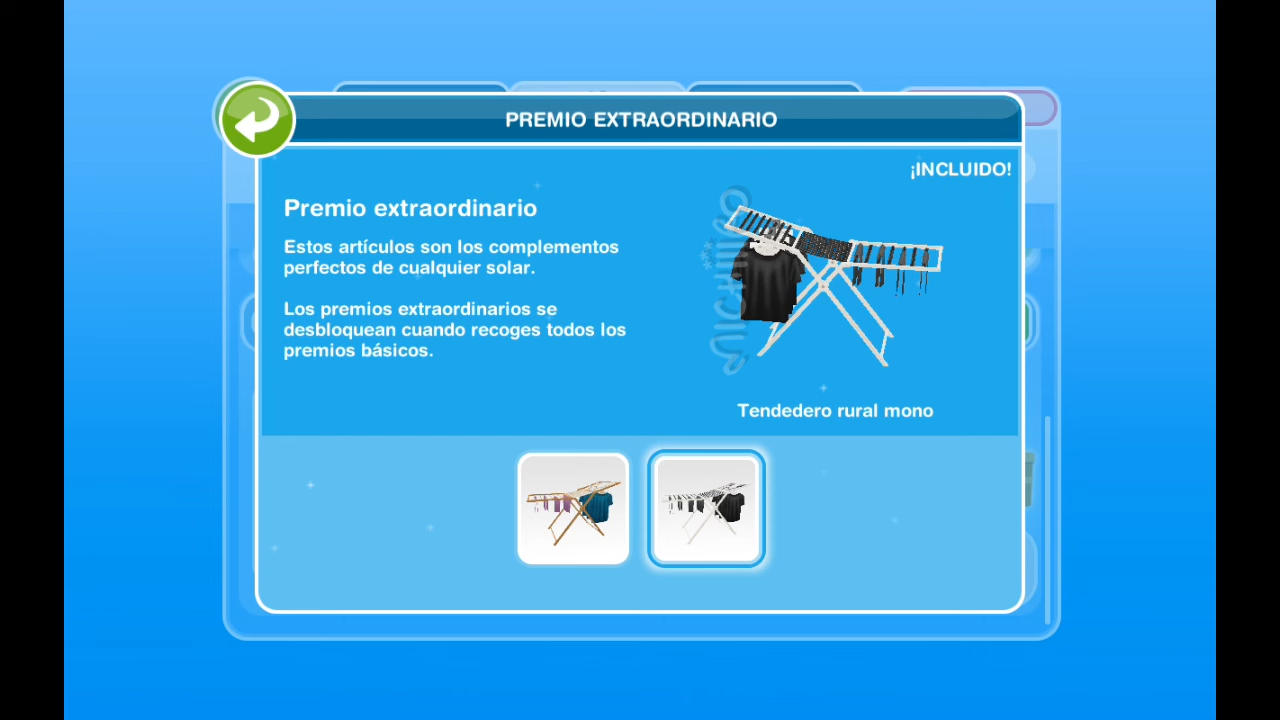 PREMIO EXTRAORDINARIO
¡INCLUIDO!
Premio extraordinario
Estos artículos son los complementos
perfectos de cualquier solar.
Los premios extraordinarios se
desbloquean cuando recoges todos los
premios básicos.
Tendedero rural mono